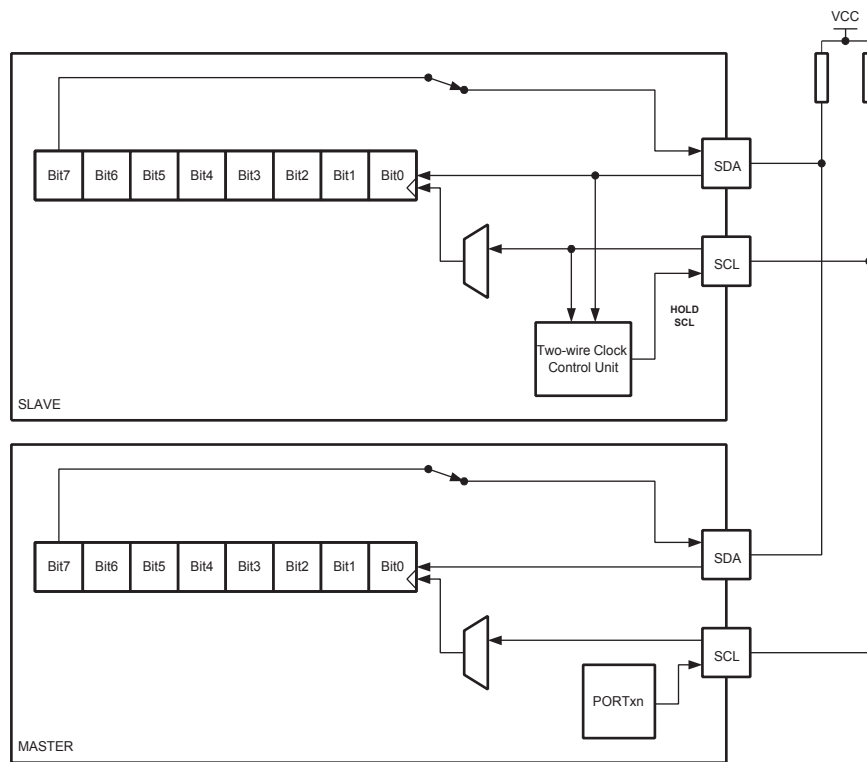 VCC
SDA
Bit7 Bit6 Bit5 Bit4 Bit3 Bit2 Bit1 Bit0
SCL
HOLD
SCL
Two-wire Clock
Control Unit
SLAVE
SDA
Bit7 Bit6 Bit5 Bit4 Bit3 Bit2 Bit1 Bit0
SCL
PORTxn
MASTER